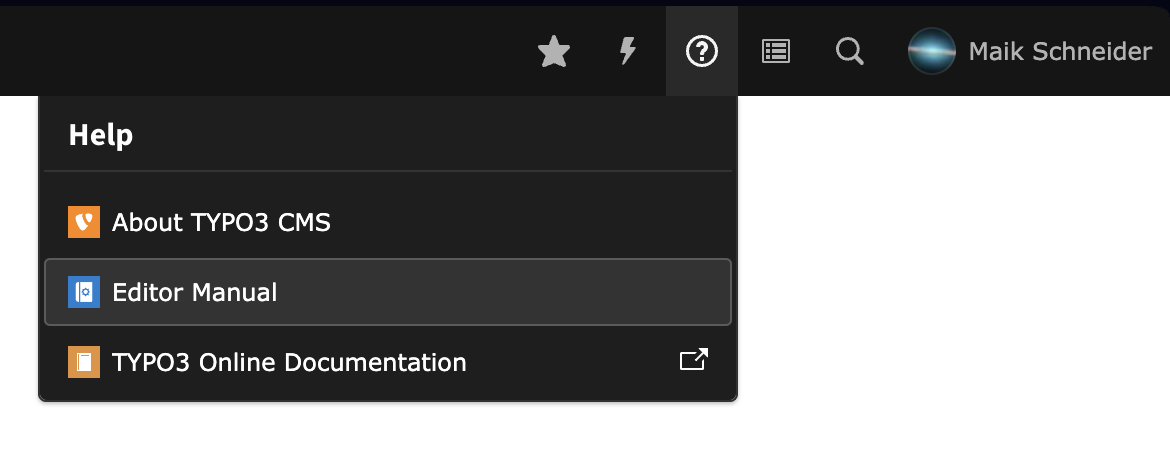 Maik Schneider
Help
About TYPO3 CMS
Editor Manual
TYPO3 Online Documentation